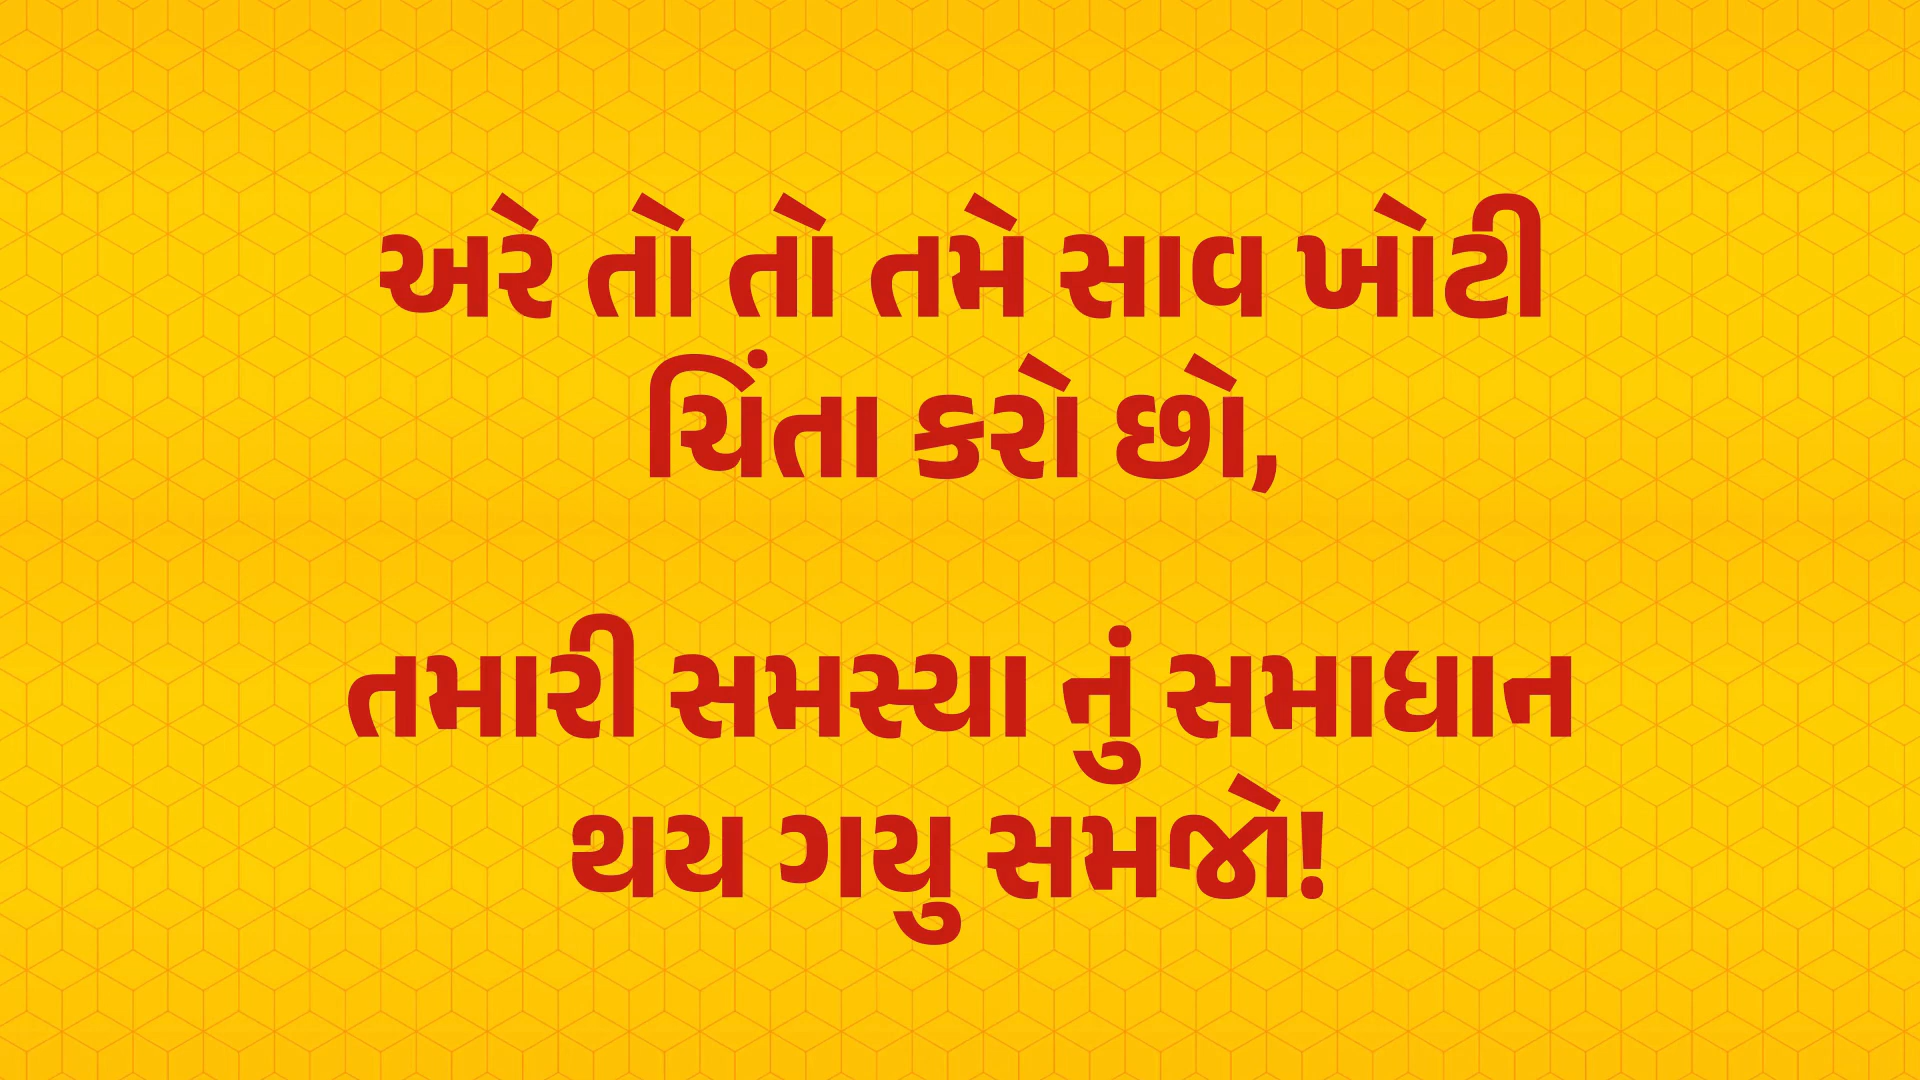 અરે તો તો તમે સાવ ખોટી
ચિંતા કરો છો,
તમારી સમસ્યા નું સમાધાન
થય ગયુ સમજો!